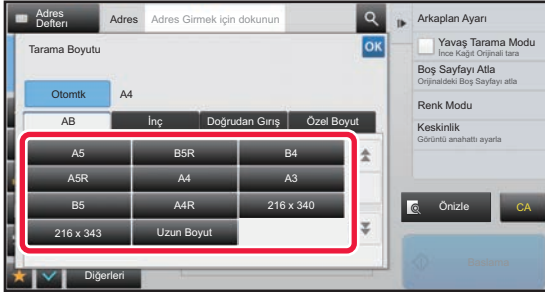 Adres
Defteri
Adres
Adres Girmek için dokunun
Tarama Boyutu
OK
Otomtk
A4
AB
İnç
Doğrudan Giriş
Özel Boyut
A5
B5R
B4
A5R
A4
A3
B5
A4R
216 x 340
216 x 343
Uzun Boyut
Diğerleri
Arkaplan Ayarı
Yavaş Tarama Modu
İnce Kağıt Orijinali tara
Boş Sayfayı Atla
Orijinaldeki Boş Sayfayı atla
Renk Modu
Keskinlik
Görüntü anahattı ayarla
Önizle
CA